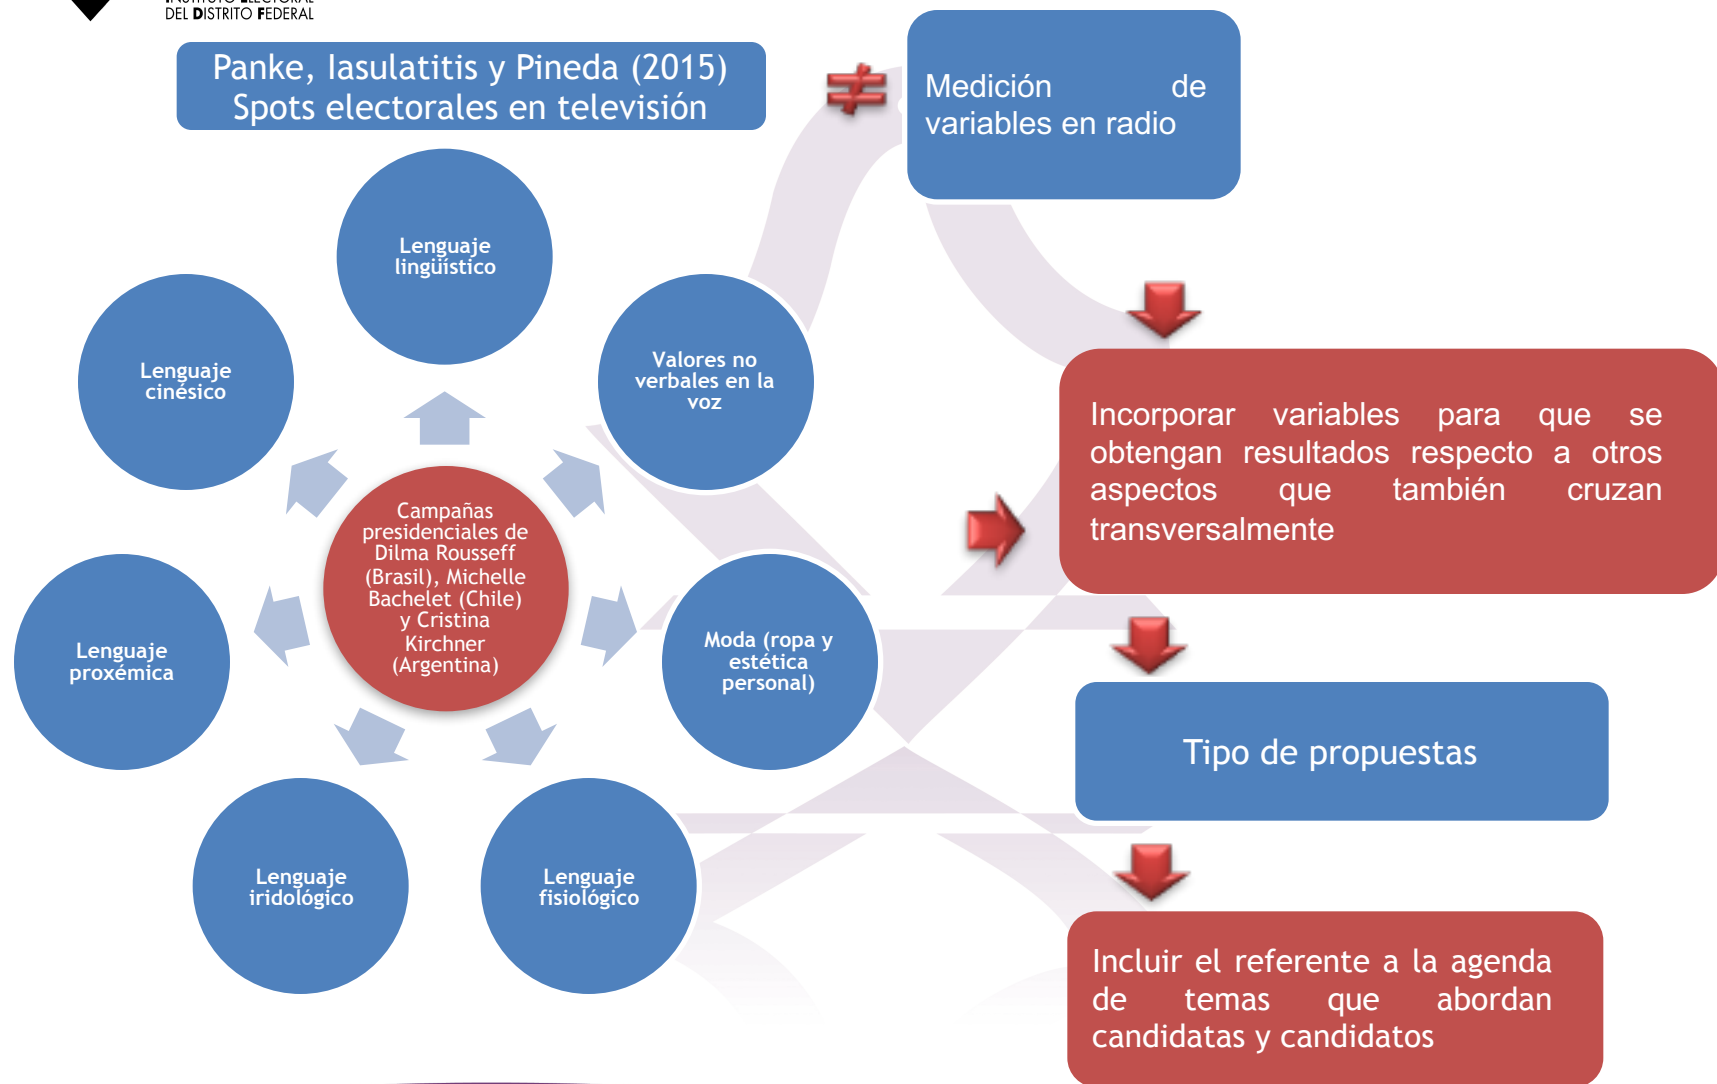 INSTITUTO ELECTORAL
DEL DISTRITO FEDERAL
Panke, Iasulatitis y Pineda (2015)
Spots electorales en televisión
Medición de
variables en radio
Lenguaje
lingüístico
Valores no
verbales en la
voz
Lenguaje
cinésico
Campañas
presidenciales de
Dilma Rousseff
(Brasil), Michelle
Bachelet (Chile)
y Cristina
Kirchner
(Argentina)
Moda (ropa y
estética
personal)
Lenguaje
proxémica
Lenguaje
iridológico
Lenguaje
fisiológico
Incorporar variables para que se
obtengan resultados respecto a otros
aspectos que también cruzan
transversalmente
Tipo de propuestas
Incluir el referente a la agenda
de temas que abordan
candidatas y candidatos